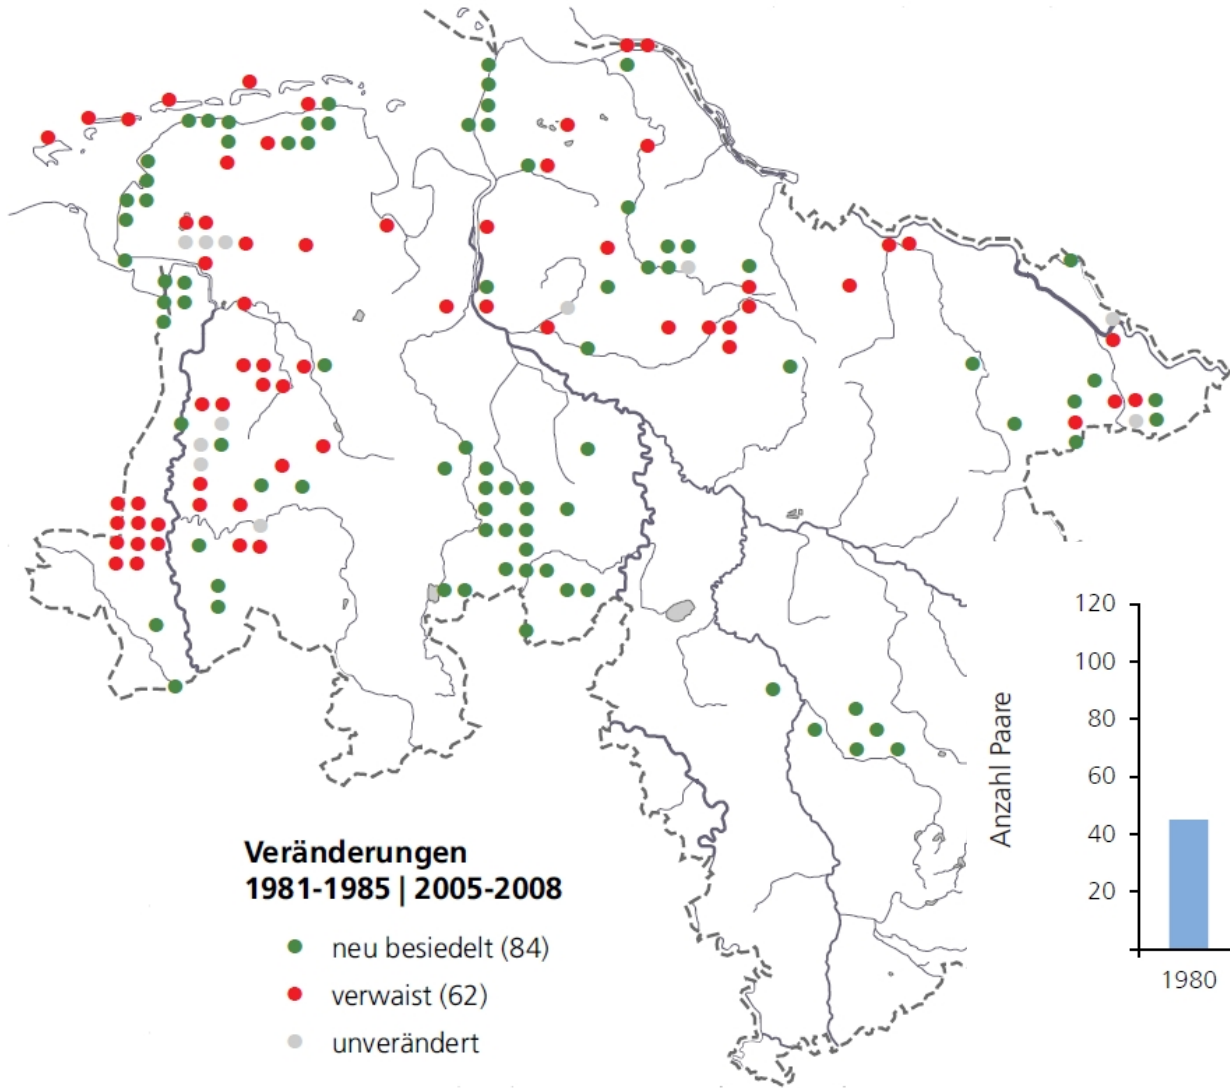 Veränderungen
1981-1985 | 2005-2008
neu besiedelt (84)
verwaist (62)
unverändert
Anzahl Paare
120
100
80
60
40
20
1980